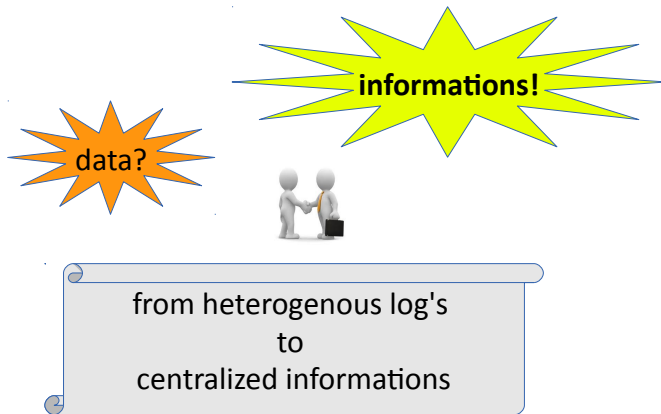 informations!
data?
from heterogenous log's
to
centralized informations